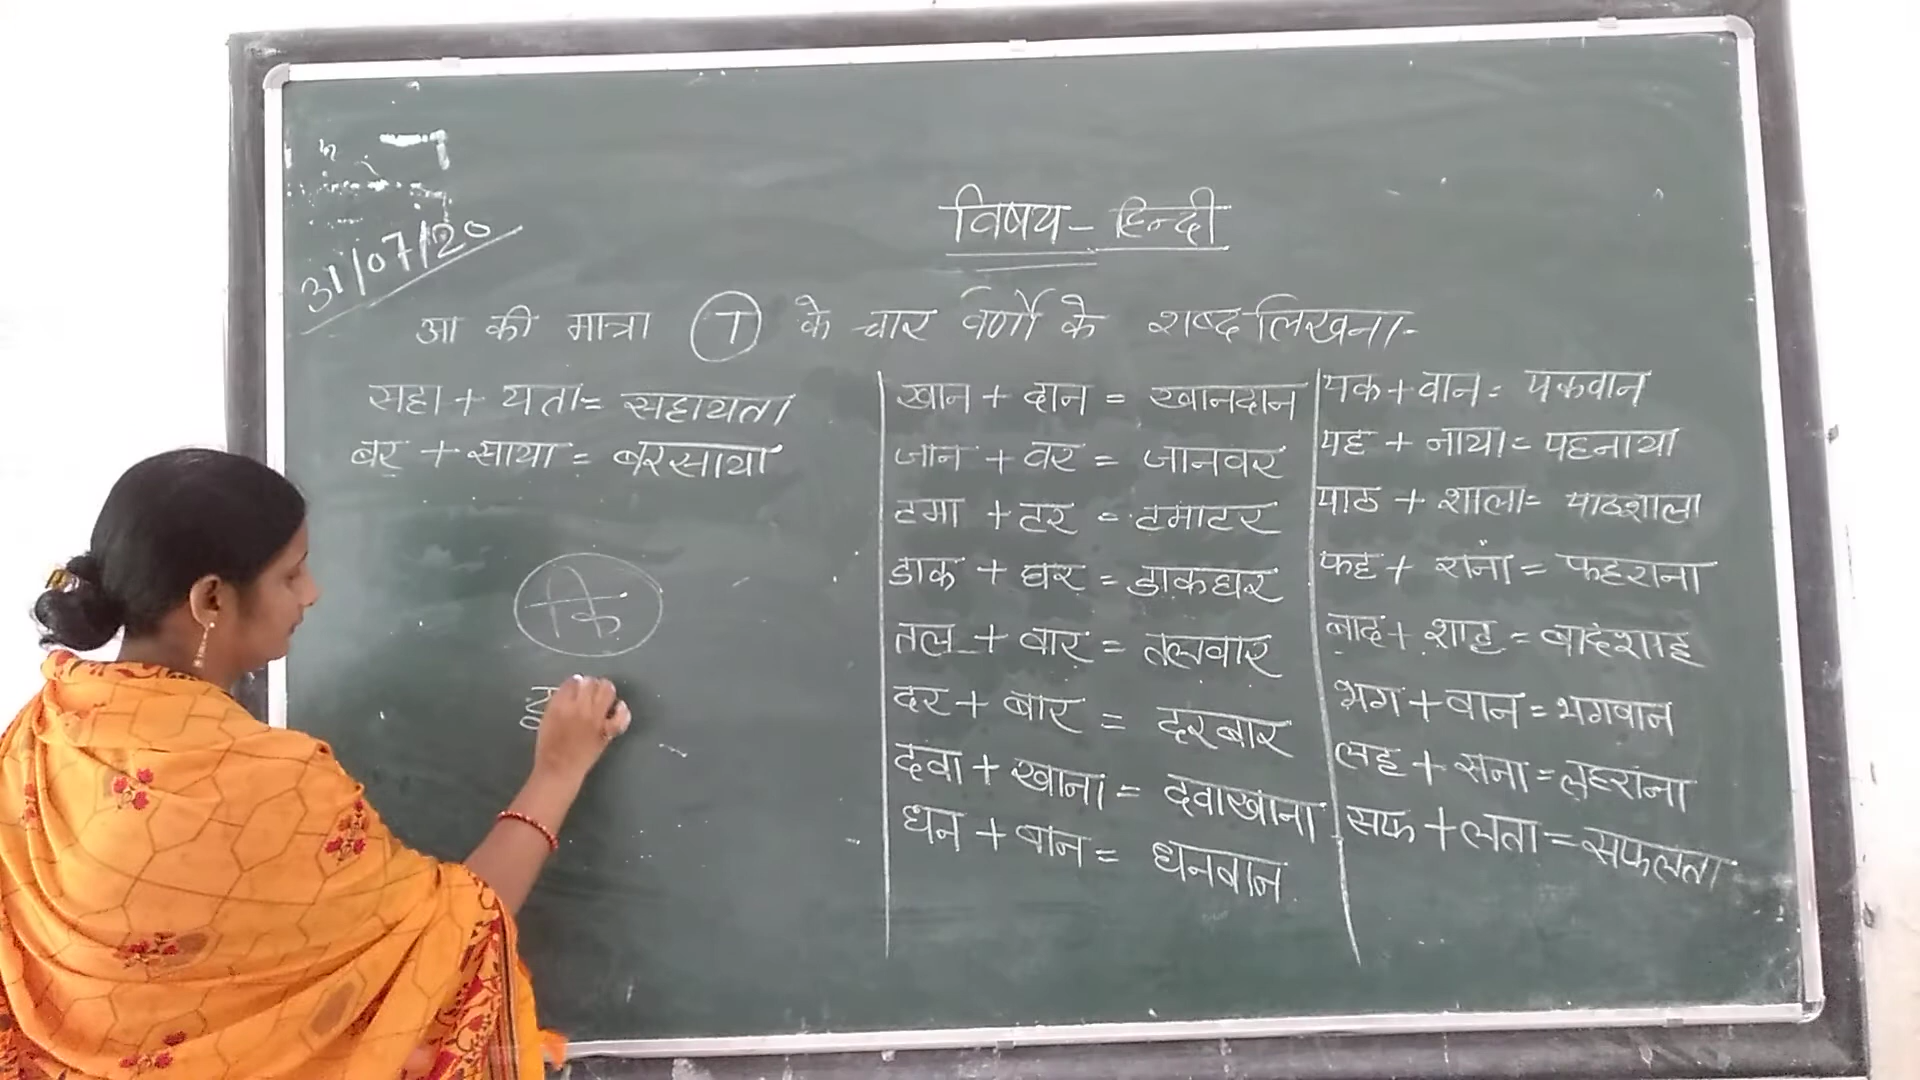 31/07/20
विषय - हिन्दी
आ की मात्रा ा के चार वर्णों के शब्द लिखना-
सहा + यता = सहायता
बर + साया = बरसाया
कि
खान + दान = खानदान
जान + वर = जानवर
टमा + टर = टमाटर
डाक + घर = डाकघर
तल + वार = तलवार
दर + बार = दरबार
दवा + खाना = दवाखाना
धन + वान = धनवान
पक + वान = पकवान
पह + नाया = पहनाया
पाठ + शाला = पाठशाला
फह + राना = फहराना
बाद + शाह = बादशाह
भग + वान = भगवान
लह + राना = लहराना
सफ + लता = सफलता